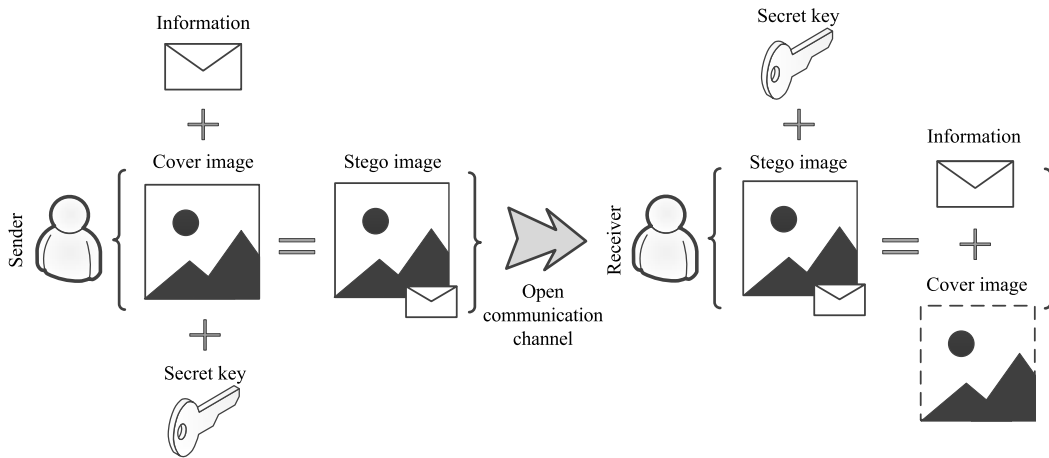 Information
Cover image
Stego image
Sender
Secret key
Open
communication
channel
Secret key
Stego image
Receiver
Information
Cover image